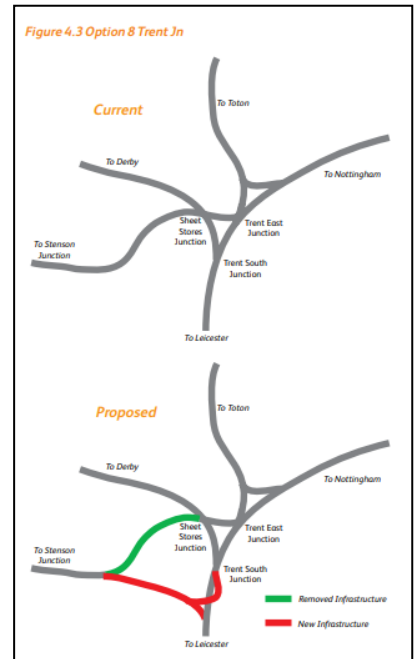 Figure 4.3 Option 8 Trent Jn
Current
To Toton
To Derby
To Nottingham
Sheet
Stores
Junction
Trent East
Junction
To Stenson
Junction
Trent South
Junction
To Leicester
Proposed
To Toton
To Derby
To Nottingham
Sheet
Stores
Junction
Trent East
Junction
To Stenson
Junction
Trent South
Junction
Removed Infrastructure
New Infrastructure
To Leicester